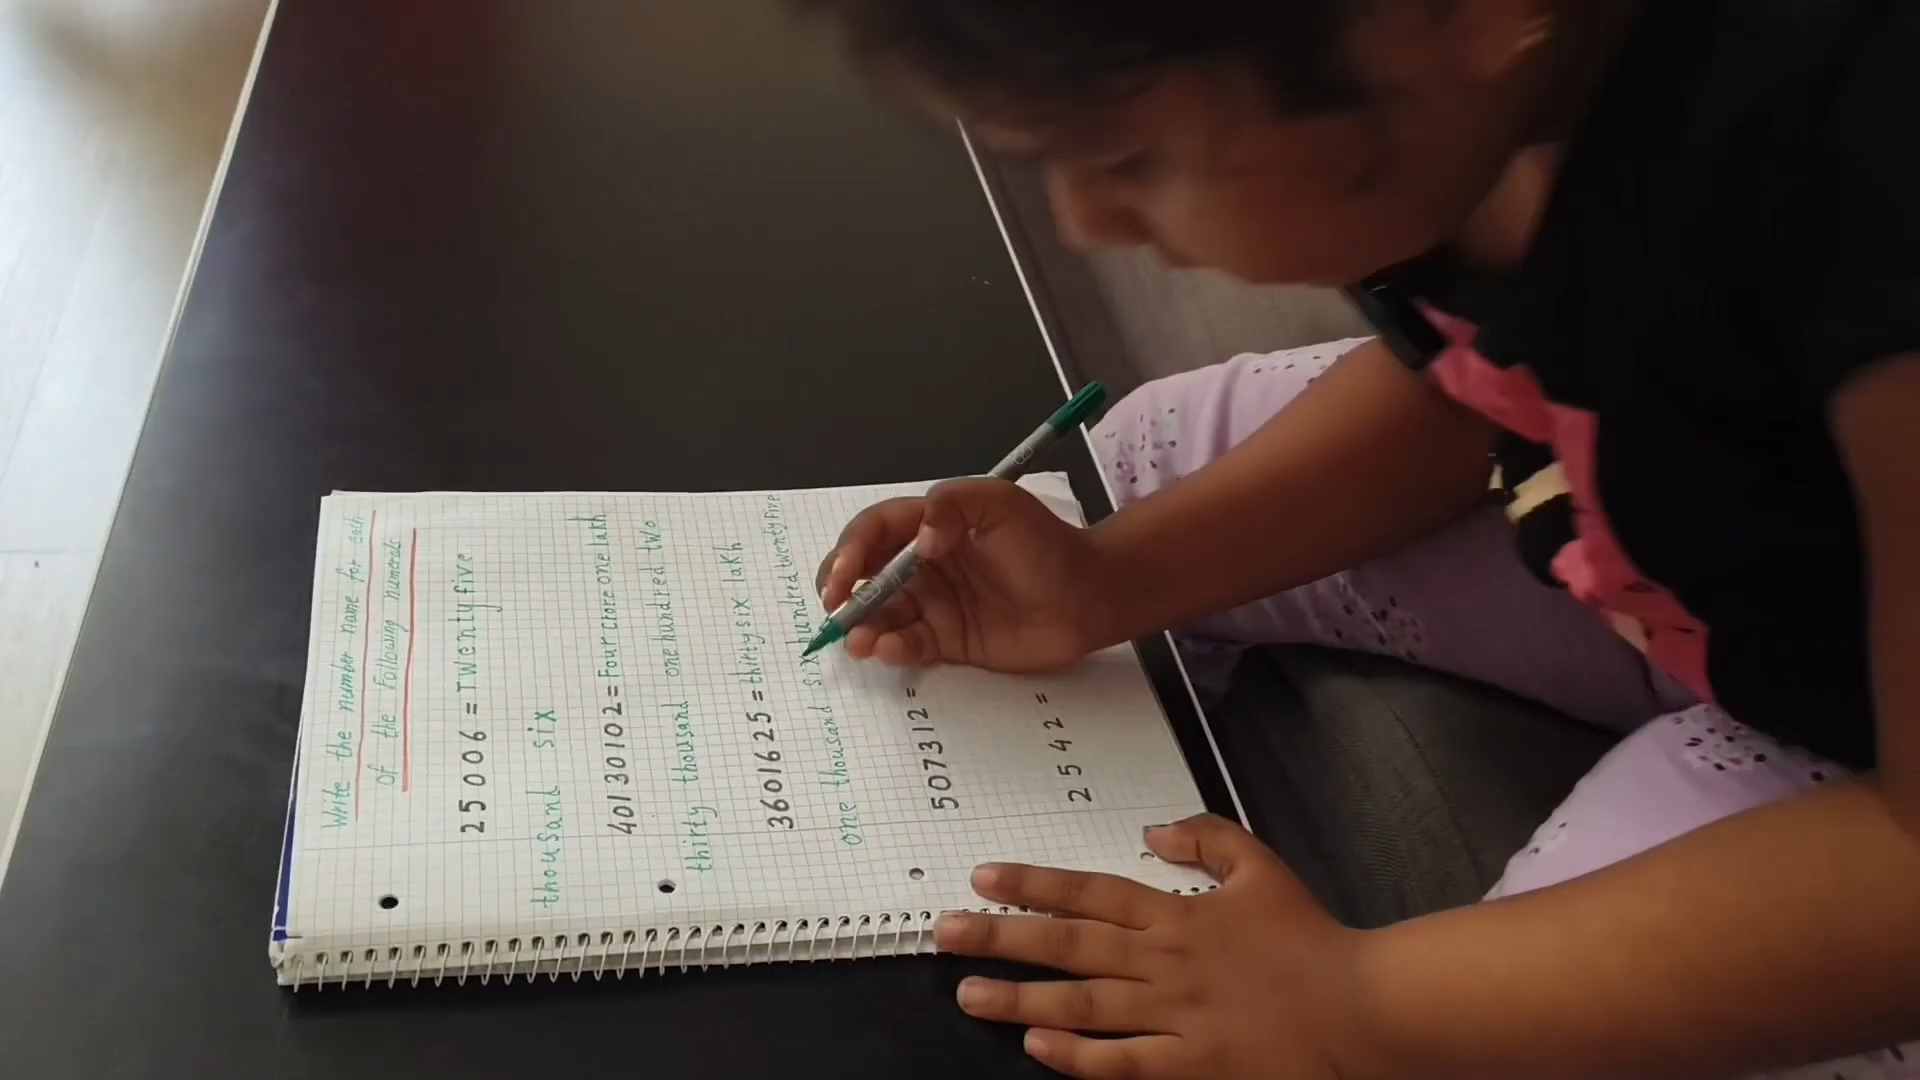 Write the number name for each
of the Following numerals
25006 = TWenty five
thousand six
40130102 = Four crore one lakh
thirty thousand one hundred two
3601625 = thirty six lakh
one thousand six hundred twenty five
507312 =
2542 =